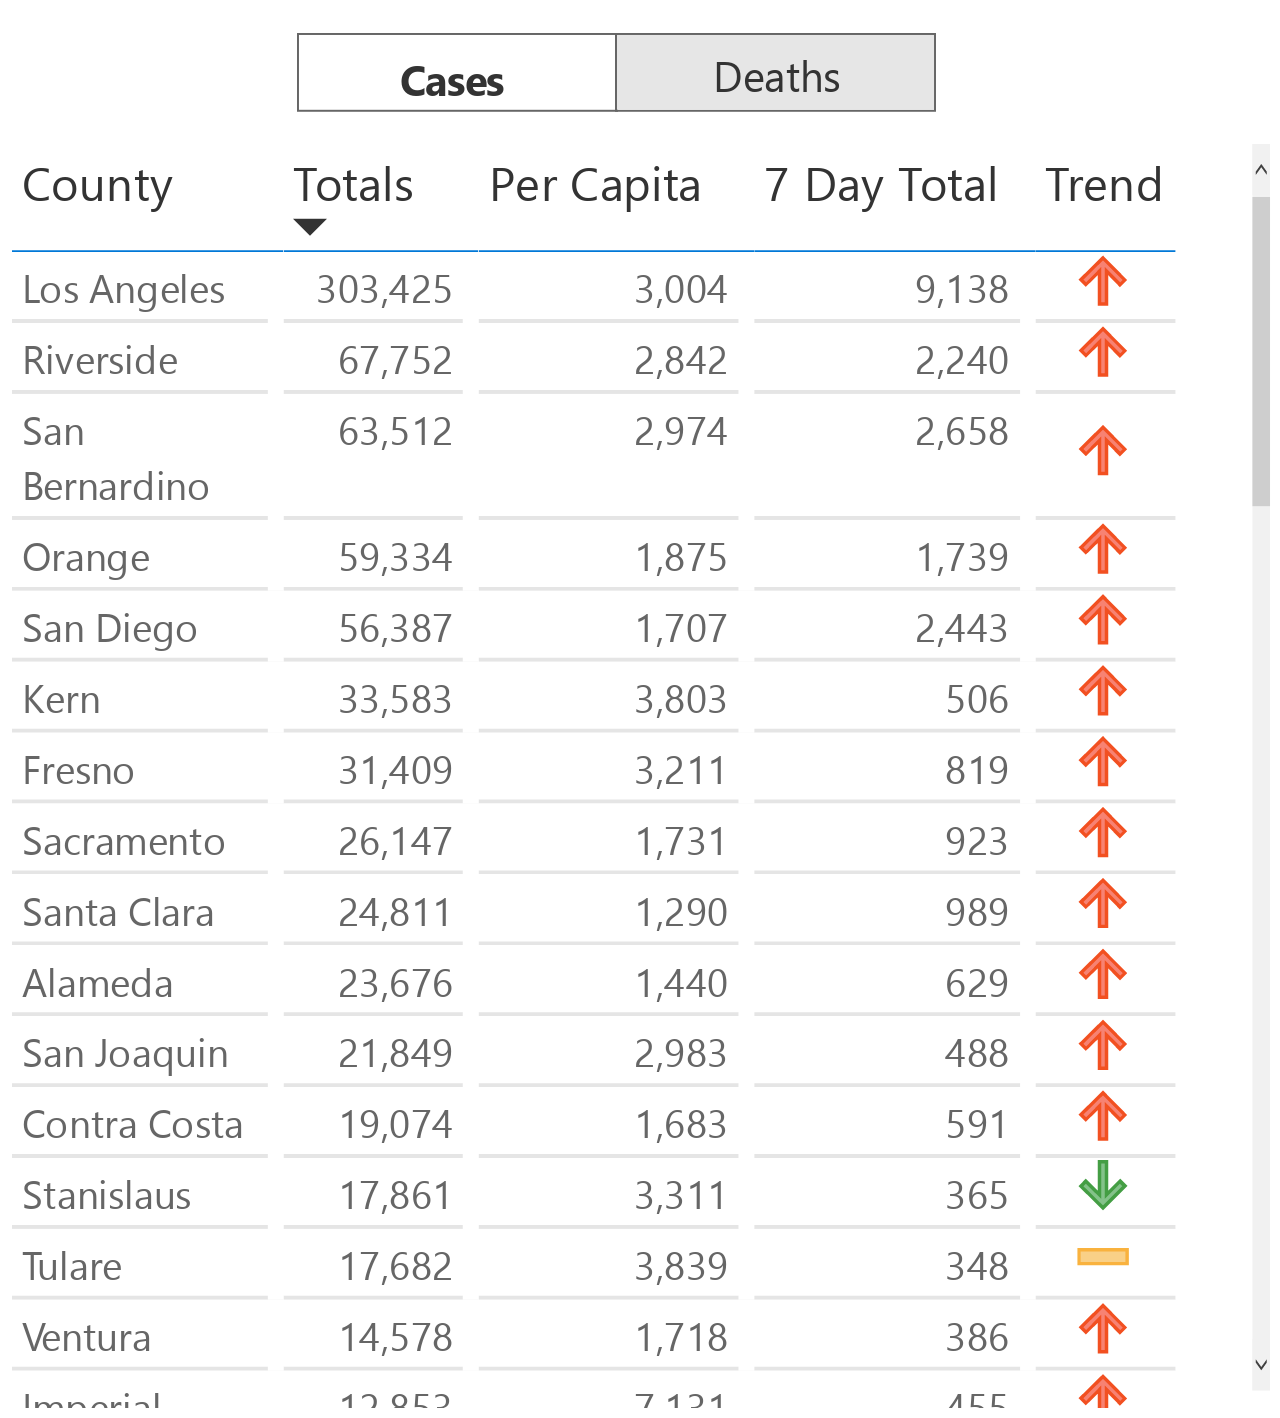 Cases Deaths
County Totals Per Capita 7 Day Total Trend
Los Angeles 303,425 3,004 9,138
Riverside 67,752 2,842 2,240
San 63,512 2,974 2,658
Bernardino
Orange 59,334 1,875 1,739
San Diego 56,387 1,707 2,443
Kern 33,583 3,803 506
Fresno 31,409 3,211 819
Sacramento 26,147 1,731 923
Santa Clara 24,811 1,290 989
Alameda 23,676 1,440 629
San Joaquin 21,849 2,983 488
Contra Costa 19,074 1,683 591
Stanislaus 17,861 3,311 365
Tulare 17,682 3,839 348
Ventura 14,578 1,718 386
Imperial 12,853 7,131 455